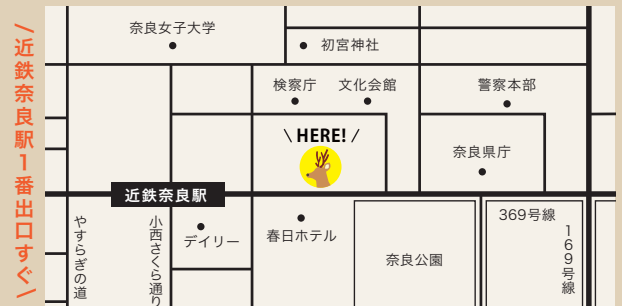 \近鉄奈良駅1番出口すぐ/
奈良女子大学
初宮神社
検察庁
文化会館
警察本部
\ HERE! /
奈良県庁
近鉄奈良駅
やすらぎの道
小西さくら通り
デイリー
春日ホテル
奈良公園
369号線
169号線